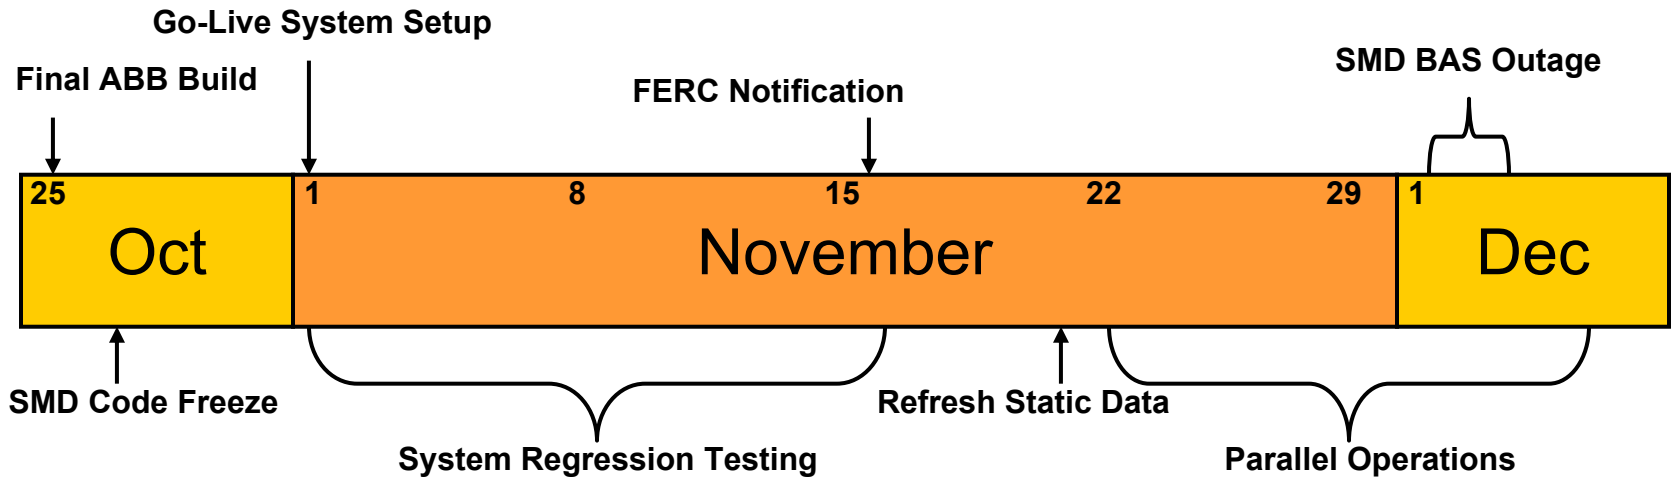 Go-Live System Setup
Final ABB Build
FERC Notification
SMD BAS Outage
25
1
8
15
22
29
1
Oct
November
Dec
SMD Code Freeze
Refresh Static Data
System Regression Testing
Parallel Operations